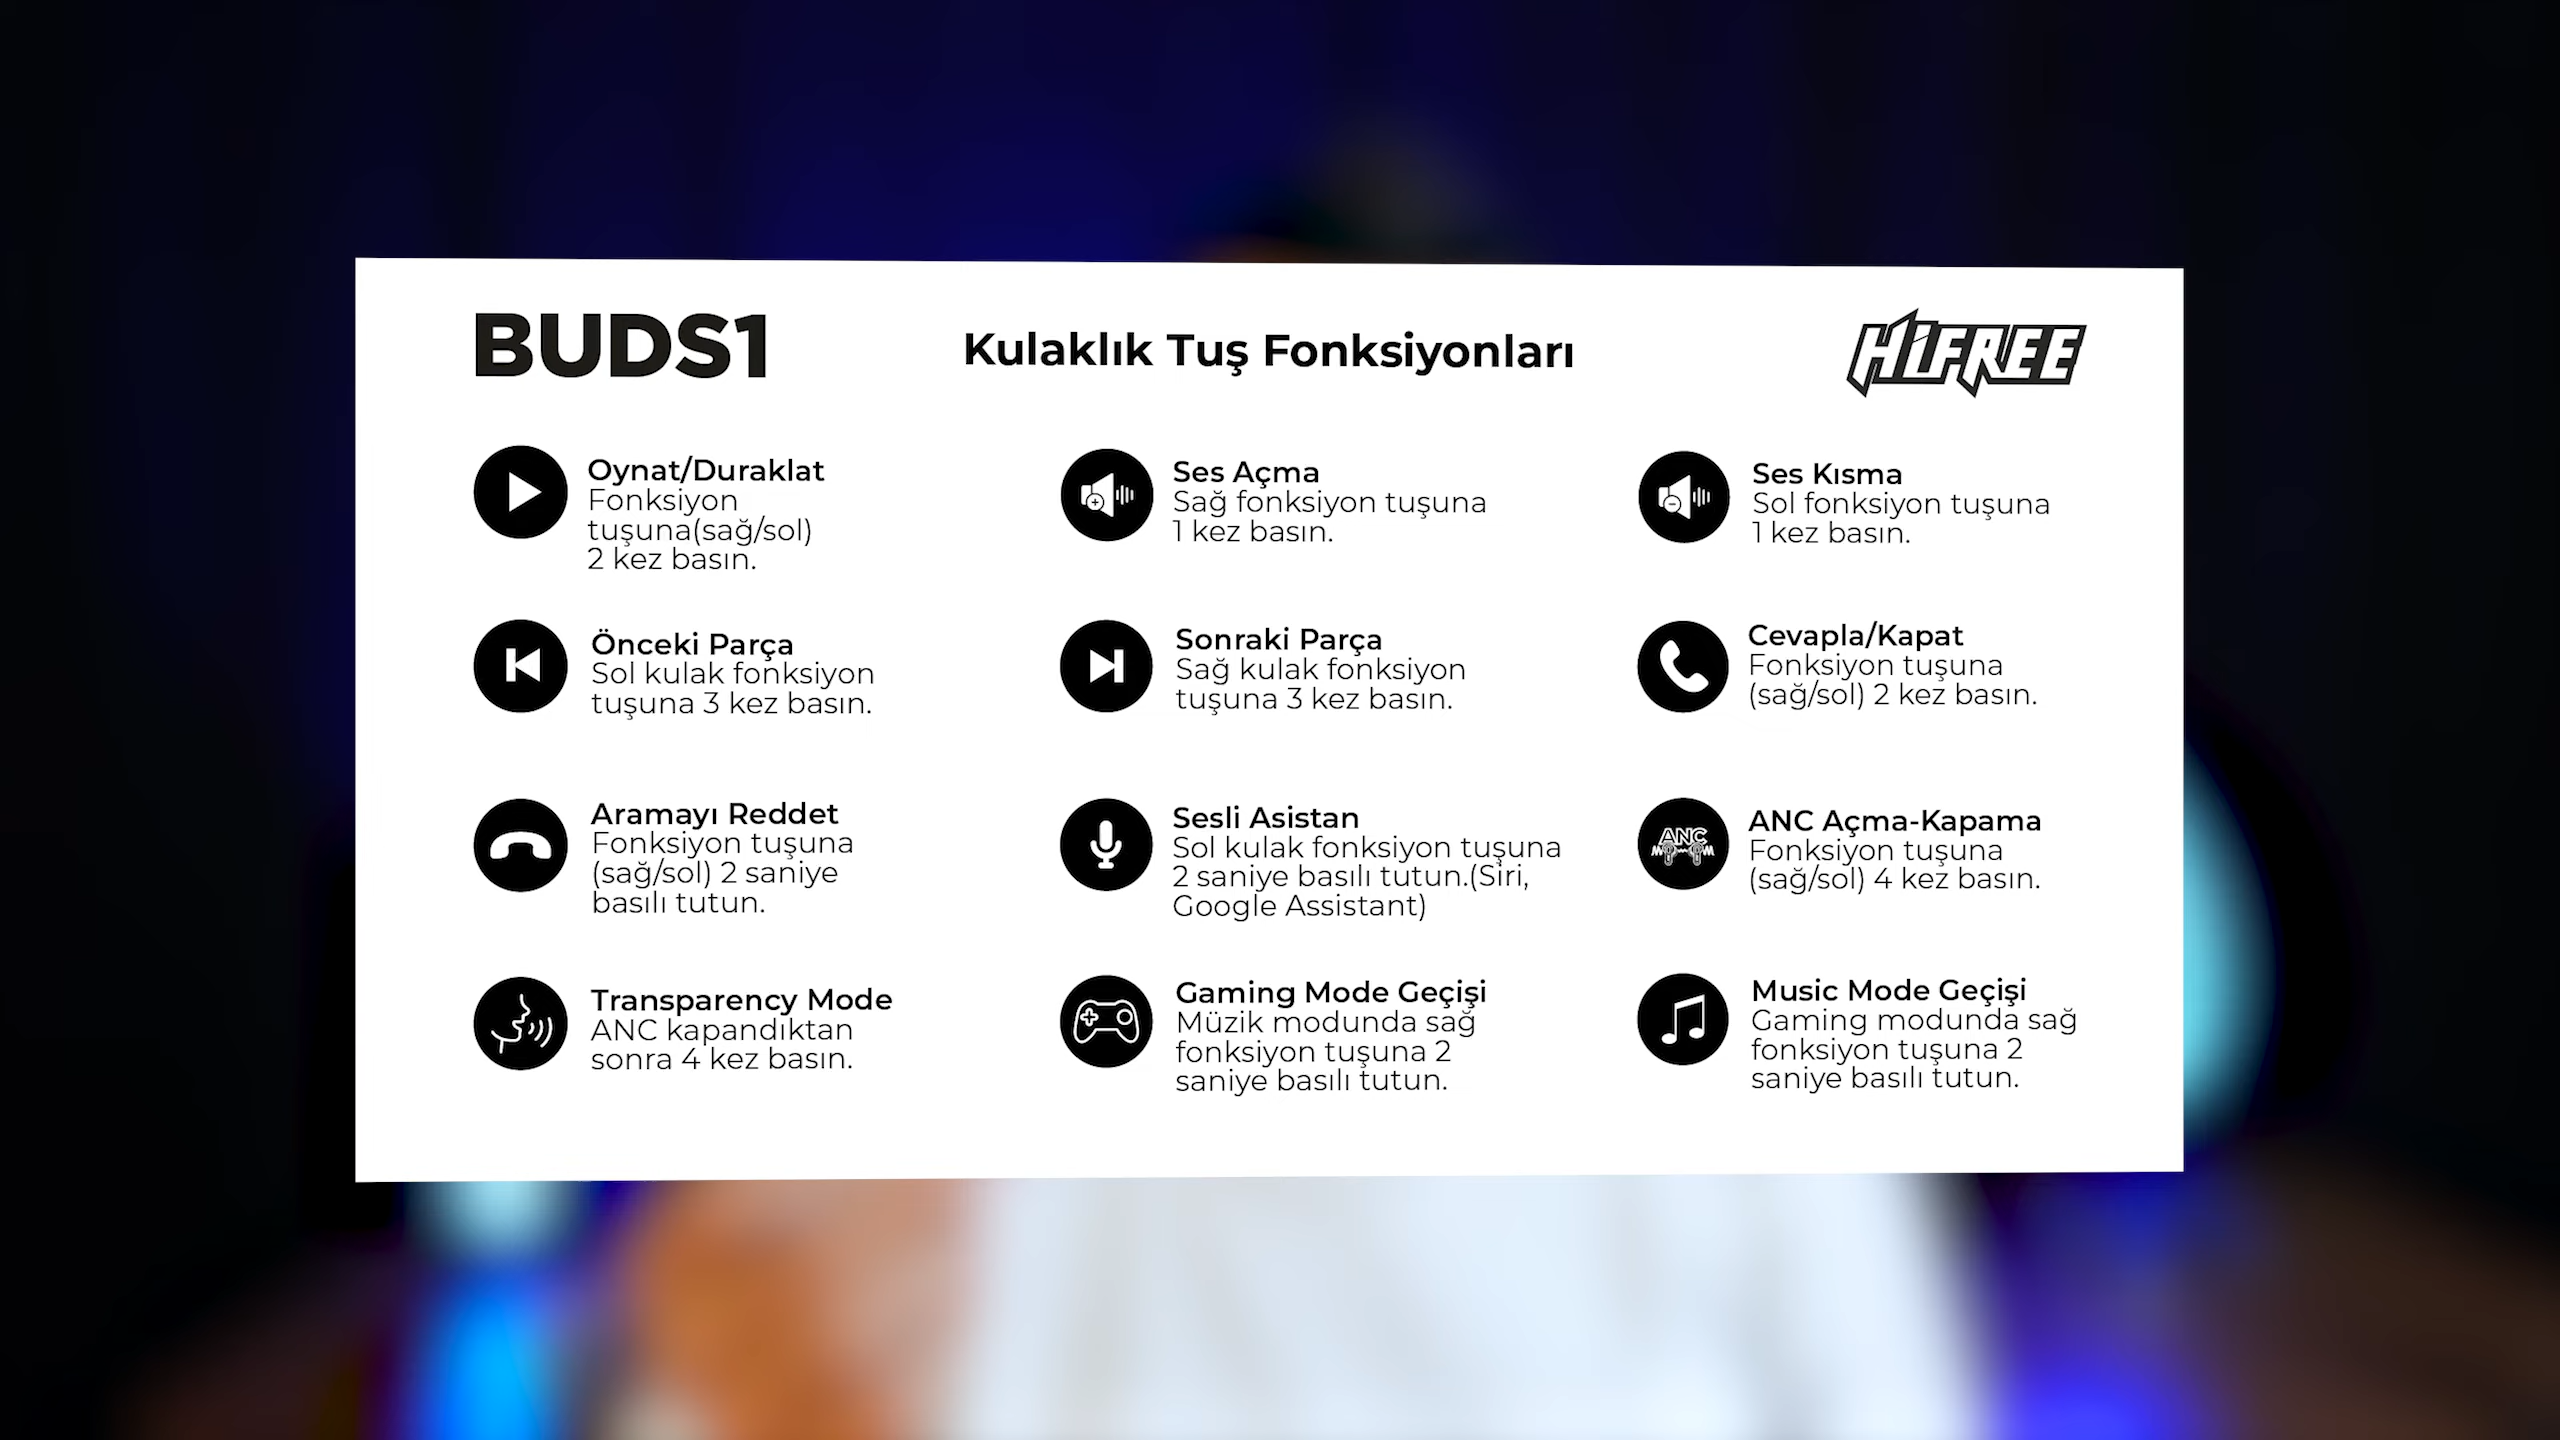 BUDS1
Kulaklık Tuş Fonksiyonları
HiFREE
Oynat/Duraklat
Fonksiyon
tuşuna(sağ/sol)
2 kez basın.
Ses Açma
Sağ fonksiyon tuşuna
1 kez basın.
Ses Kısma
Sol fonksiyon tuşuna
1 kez basın.
Önceki Parça
Sol kulak fonksiyon
tuşuna 3 kez basın.
Sonraki Parça
Sağ kulak fonksiyon
tuşuna 3 kez basın.
Cevapla/Kapat
Fonksiyon tuşuna
(sağ/sol) 2 kez basın.
Aramayı Reddet
Fonksiyon tuşuna
(sağ/sol) 2 saniye
basılı tutun.
Sesli Asistan
Sol kulak fonksiyon tuşuna
2 saniye basılı tutun.(Siri,
Google Assistant)
ANC
ANC Açma-Kapama
Fonksiyon tuşuna
(sağ/sol) 4 kez basın.
Transparency Mode
ANC kapandıktan
sonra 4 kez basın.
Gaming Mode Geçişi
Müzik modunda sağ
fonksiyon tuşuna 2
saniye basılı tutun.
Music Mode Geçişi
Gaming modunda sağ
fonksiyon tuşuna 2
saniye basılı tutun.